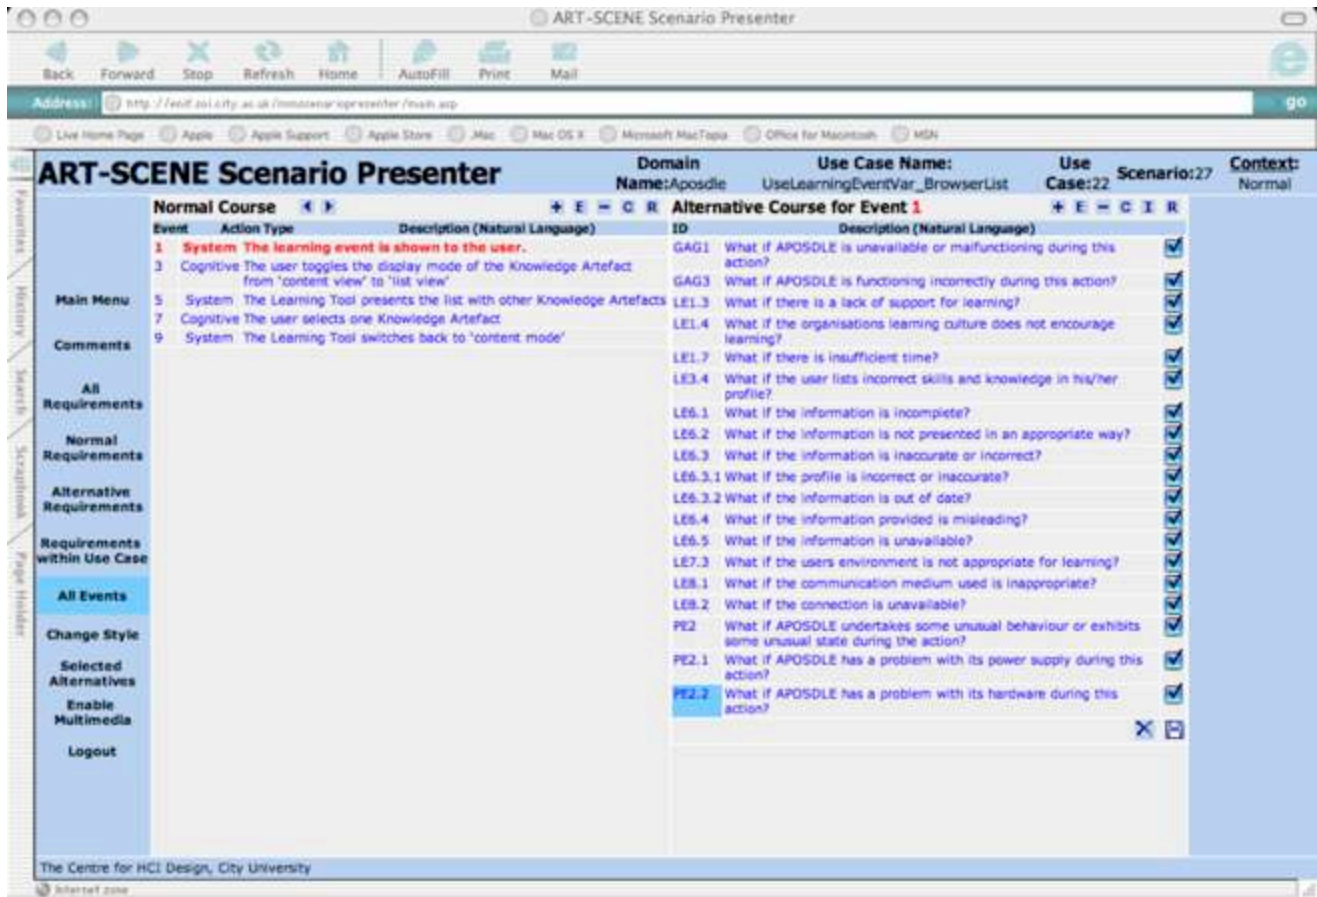 ART-SCENE Scenario Presenter
Back Forward Stop Refresh Home AutoFill Print Mail
Address: go
Live Home Page Apple Apple Support Apple Store .Mac Mac OS X Microsoft MacTopia Office for Macintosh MSN
Favorites
History
Search
Scrapbook
Page Holder
ART-SCENE Scenario Presenter
Domain Name:Aposdle
Use Case Name:
UseLearningEventVar_BrowserList
Use Case:22
Scenario:27
Context:
Normal
Main Menu
Comments
All
Requirements
Normal
Requirements
Alternative
Requirements
Requirements
within Use Case
All Events
Change Style
Selected
Alternatives
Enable
Multimedia
Logout
Normal Course + E - C R
Event Action Type Description (Natural Language)
1 System The learning event is shown to the user.
3 Cognitive The user toggles the display mode of the Knowledge Artefact
from 'content view' to 'list view'
5 System The Learning Tool presents the list with other Knowledge Artefacts
7 Cognitive The user selects one Knowledge Artefact
9 System The Learning Tool switches back to 'content mode'
Alternative Course for Event 1 + E - C I R
ID Description (Natural Language)
GAG1 What if APOSDLE is unavailable or malfunctioning during this
action?
GAG3 What if APOSDLE is functioning incorrectly during this action?
LE1.3 What if there is a lack of support for learning?
LE1.4 What if the organisations learning culture does not encourage
learning?
LE1.7 What if there is insufficient time?
LE3.4 What if the user lists incorrect skills and knowledge in his/her
profile?
LE6.1 What if the information is incomplete?
LE6.2 What if the information is not presented in an appropriate way?
LE6.3 What if the information is inaccurate or incorrect?
LE6.3.1 What if the profile is incorrect or inaccurate?
LE6.3.2 What if the information is out of date?
LE6.4 What if the information provided is misleading?
LE6.5 What if the information is unavailable?
LE7.3 What if the users environment is not appropriate for learning?
LE8.1 What if the communication medium used is inappropriate?
LE8.2 What if the connection is unavailable?
PE2 What if APOSDLE undertakes some unusual behaviour or exhibits
some unusual state during the action?
PE2.1 What if APOSDLE has a problem with its power supply during this
action?
PE2.2 What if APOSDLE has a problem with its hardware during this
action?
The Centre for HCI Design, City University
Internet zone